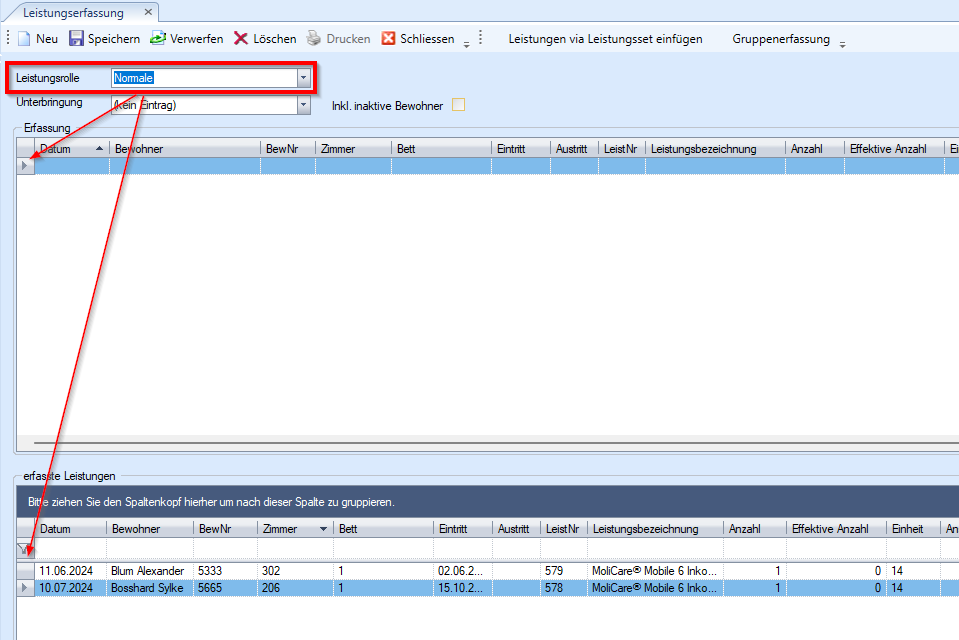 Leistungserfassung
Neu Speichern Verwerfen Löschen Drucken Schliessen Leistungen via Leistungsset einfügen Gruppenerfassung
Leistungsrolle Normale
Unterbringung (kein Eintrag) Inkl. inaktive Bewohner
Erfassung
Datum Bewohner BewNr Zimmer Bett Eintritt Austritt LeistNr Leistungsbezeichnung Anzahl Effektive Anzahl Ei
erfasste Leistungen
Bitte ziehen Sie den Spaltenkopf hierher um nach dieser Spalte zu gruppieren.
Datum Bewohner BewNr Zimmer Bett Eintritt Austritt LeistNr Leistungsbezeichnung Anzahl Effektive Anzahl Einheit An
11.06.2024 Blum Alexander 5333 302 1 02.06.2... 579 MoliCare® Mobile 6 Inko... 1 0 14
10.07.2024 Bosshard Sylke 5665 206 1 15.10.2... 578 MoliCare® Mobile 6 Inko... 1 0 14